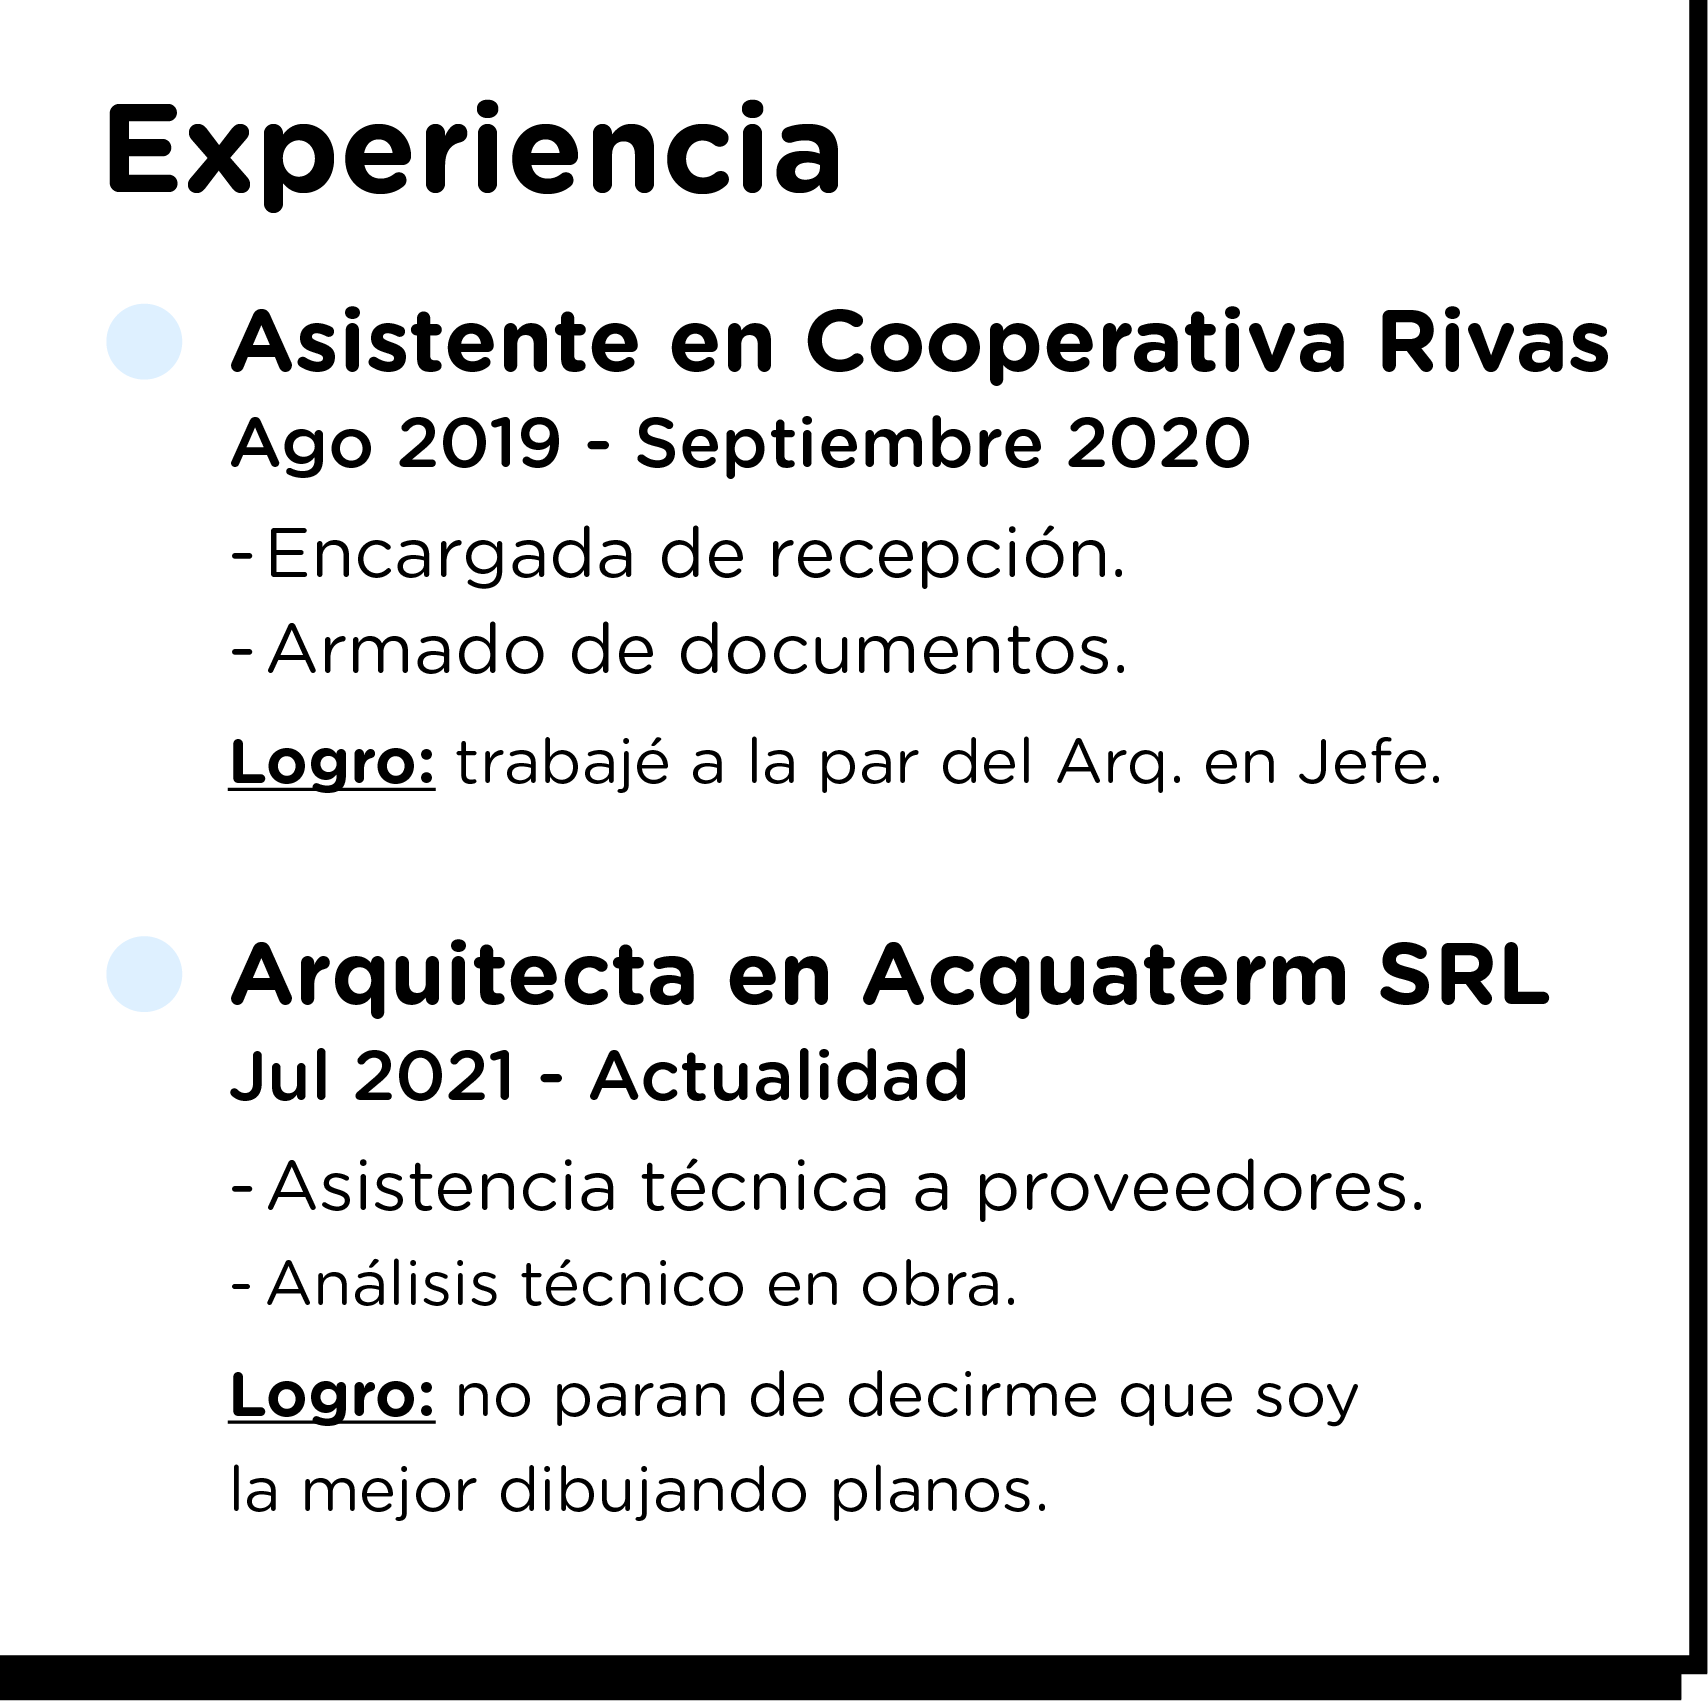 Experiencia
Asistente en Cooperativa Rivas
Ago 2019 - Septiembre 2020
- Encargada de recepción.
- Armado de documentos.
Logro: trabajé a la par del Arq. en Jefe.
Arquitecta en Acquaterm SRL
Jul 2021 - Actualidad
- Asistencia técnica a proveedores.
- Análisis técnico en obra.
Logro: no paran de decirme que soy
la mejor dibujando planos.